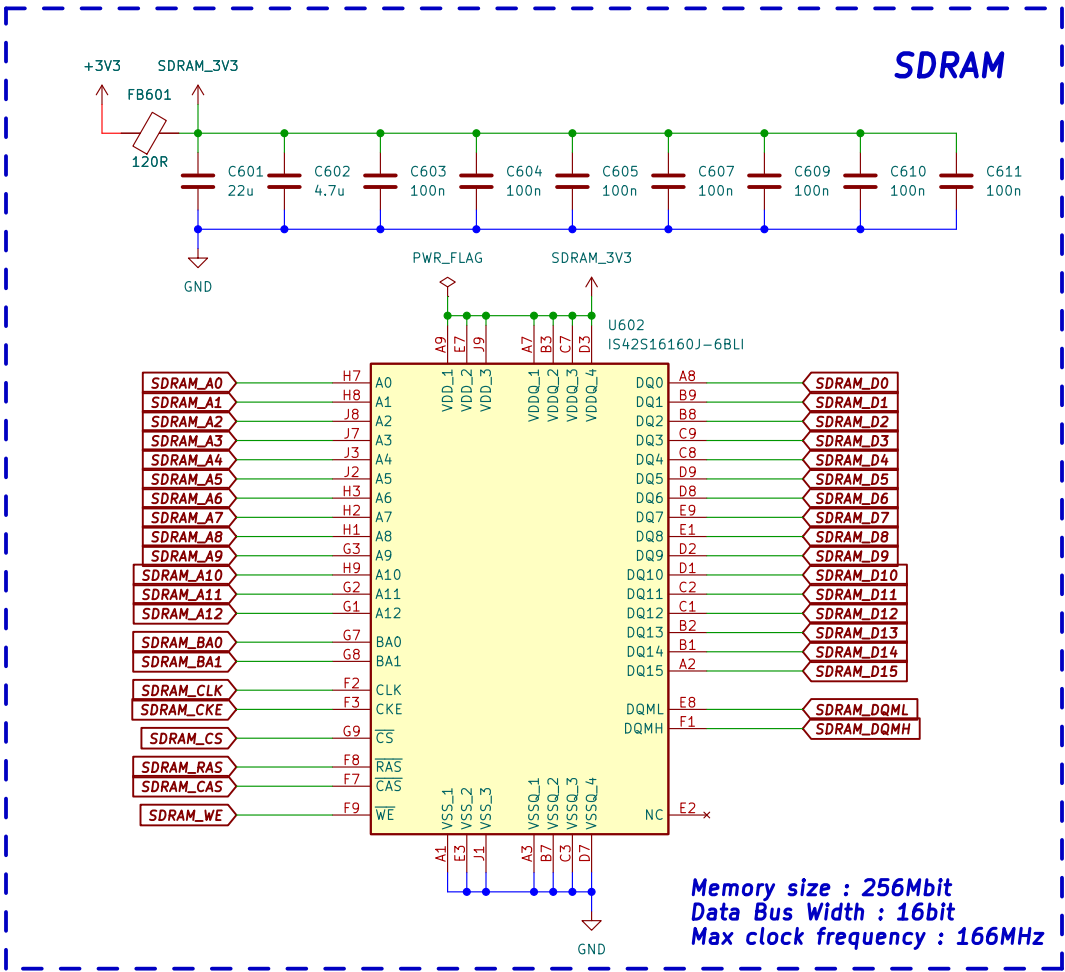 SDRAM
+3V3 SDRAM_3V3
FB601
120R
C601 C602 C603 C604 C605 C607 C609 C610 C611
22u 4.7u 100n 100n 100n 100n 100n 100n 100n
GND
PWR_FLAG SDRAM_3V3
U602
IS42S16160J-6BLI
A9 E7 J9 A7 B3 C7 D3
VDD_1 VDD_2 VDD_3 VDDQ_1 VDDQ_2 VDDQ_3 VDDQ_4
SDRAM_A0 H7 A0 DQ0 A8 SDRAM_D0
SDRAM_A1 H8 A1 DQ1 B9 SDRAM_D1
SDRAM_A2 J8 A2 DQ2 B8 SDRAM_D2
SDRAM_A3 J7 A3 DQ3 C9 SDRAM_D3
SDRAM_A4 J3 A4 DQ4 C8 SDRAM_D4
SDRAM_A5 J2 A5 DQ5 D9 SDRAM_D5
SDRAM_A6 H3 A6 DQ6 D8 SDRAM_D6
SDRAM_A7 H2 A7 DQ7 E9 SDRAM_D7
SDRAM_A8 H1 A8 DQ8 E1 SDRAM_D8
SDRAM_A9 G3 A9 DQ9 D2 SDRAM_D9
SDRAM_A10 H9 A10 DQ10 D1 SDRAM_D10
SDRAM_A11 G2 A11 DQ11 C2 SDRAM_D11
SDRAM_A12 G1 A12 DQ12 C1 SDRAM_D12
DQ13 B2 SDRAM_D13
SDRAM_BA0 G7 BA0
DQ14 B1 SDRAM_D14
SDRAM_BA1 G8 BA1
DQ15 A2 SDRAM_D15
SDRAM_CLK F2 CLK
SDRAM_CKE F3 CKE DQML E8 SDRAM_DQML
DQMH F1 SDRAM_DQMH
SDRAM_CS G9 CS
SDRAM_RAS F8 RAS
SDRAM_CAS F7 CAS
SDRAM_WE F9 WE NC E2
VSS_1 VSS_2 VSS_3 VSSQ_1 VSSQ_2 VSSQ_3 VSSQ_4
A1 E3 J1 A3 B7 C3 D7
GND
Memory size : 256Mbit
Data Bus Width : 16bit
Max clock frequency : 166MHz